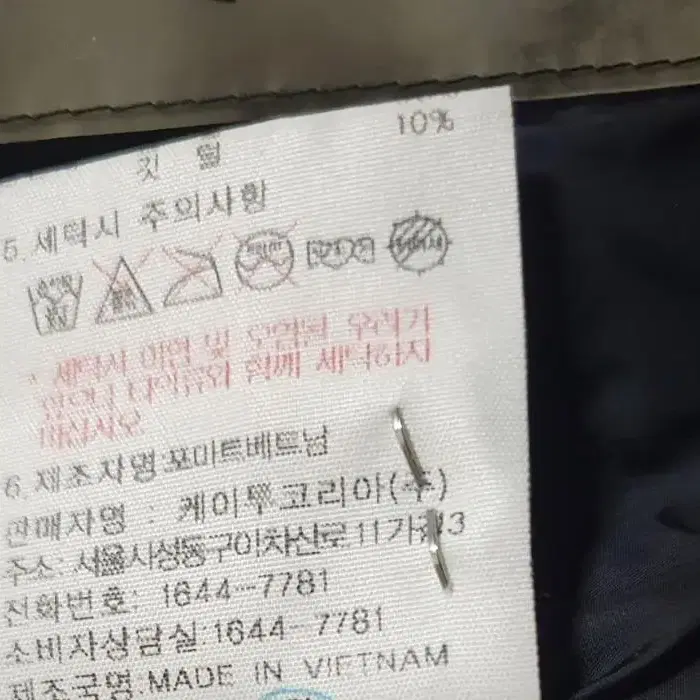 10%
깃 털
5. 세탁시 주의사항
* 세탁시 이염 및 오염될 우려가
있으니 다의류와 함께 세탁하지
마십시오
6. 제조자명:포미트베트남
판매자명 : 케이투코리아(주)
주소: 서울시성동구 아차산로11가길3
전화번호: 1644-7781
소비자상담실:1644-7781
제조국명:MADE IN VIETNAM